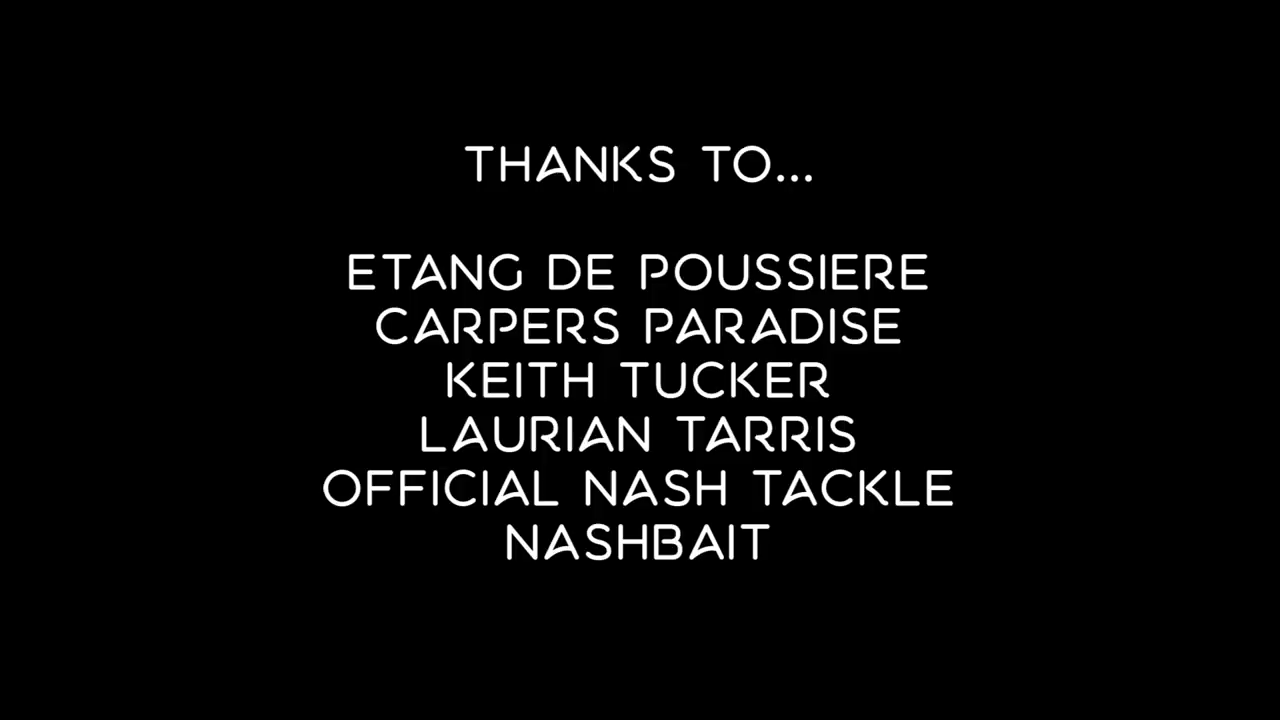 THANKS TO...
ETANG DE POUSSIERE
CARPERS PARADISE
KEITH TUCKER
LAURIAN TARRIS
OFFICIAL NASH TACKLE
NASHBAIT